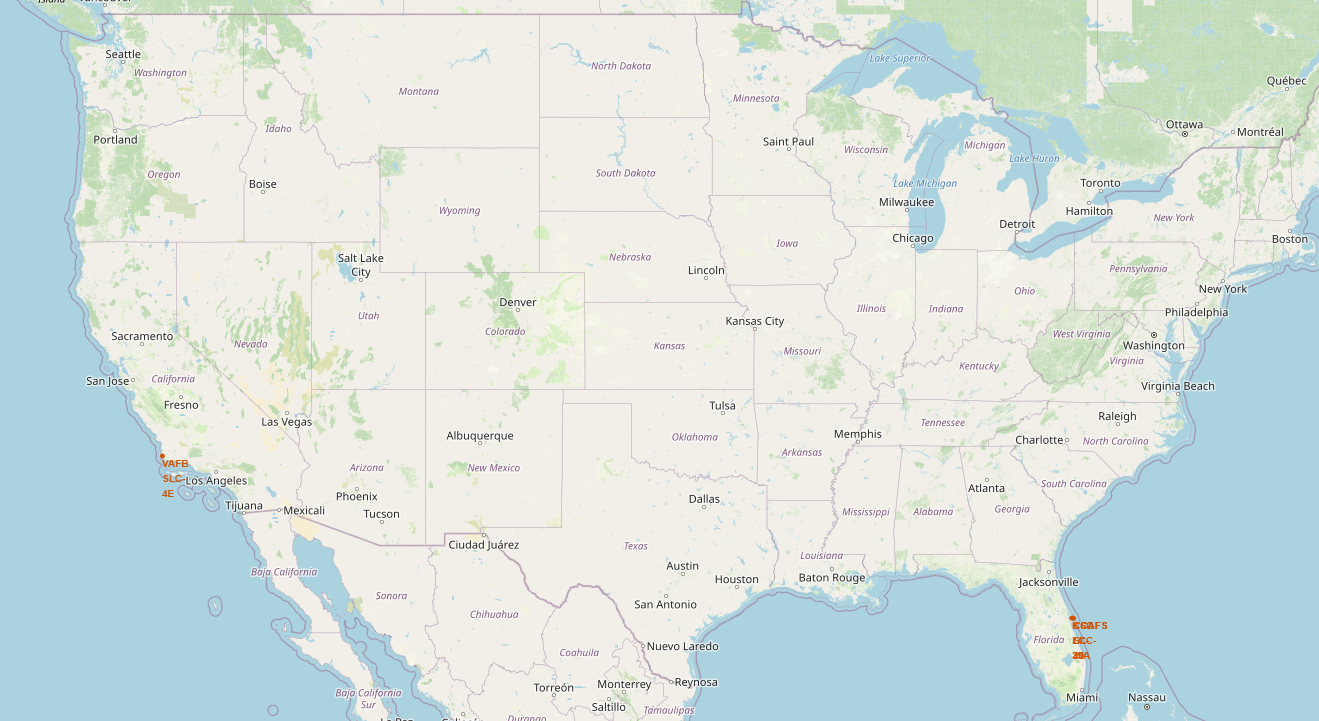 Island
Vancouver
Seattle
Washington
North Dakota
Montana
Minnesota
Lake Superior
Québec
Ottawa
Montréal
Portland
Idaho
Saint Paul
Wisconsin
Michigan
Lake Huron
Oregon
Boise
South Dakota
Lake Michigan
Toronto
Wyoming
Milwaukee
Hamilton
New York
Detroit
Boston
Chicago
Iowa
Salt Lake
City
Nebraska
Lincoln
Pennsylvania
New York
Denver
Ohio
Utah
Illinois
Indiana
Philadelphia
Kansas City
Colorado
Sacramento
Nevada
Kansas
Missouri
West Virginia
Washington
Virginia
Kentucky
San Jose
California
Virginia Beach
Fresno
Tulsa
Las Vegas
Raleigh
Tennessee
Albuquerque
Oklahoma
Memphis
Charlotte
North Carolina
Arkansas
VAFB
SLC-
4E
Los Angeles
Arizona
New Mexico
Phoenix
Atlanta
South Carolina
Tijuana
Mexicali
Tucson
Dallas
Mississippi
Alabama
Georgia
Ciudad Juárez
Texas
Louisiana
Baja California
Austin
Houston
Baton Rouge
Jacksonville
Sonora
San Antonio
Chihuahua
Florida
Coahuila
Nuevo Laredo
Torreón
Monterrey
Reynosa
Baja California
Sur
Saltillo
Miami
Nassau
Tamaulipas
La Paz
Durango